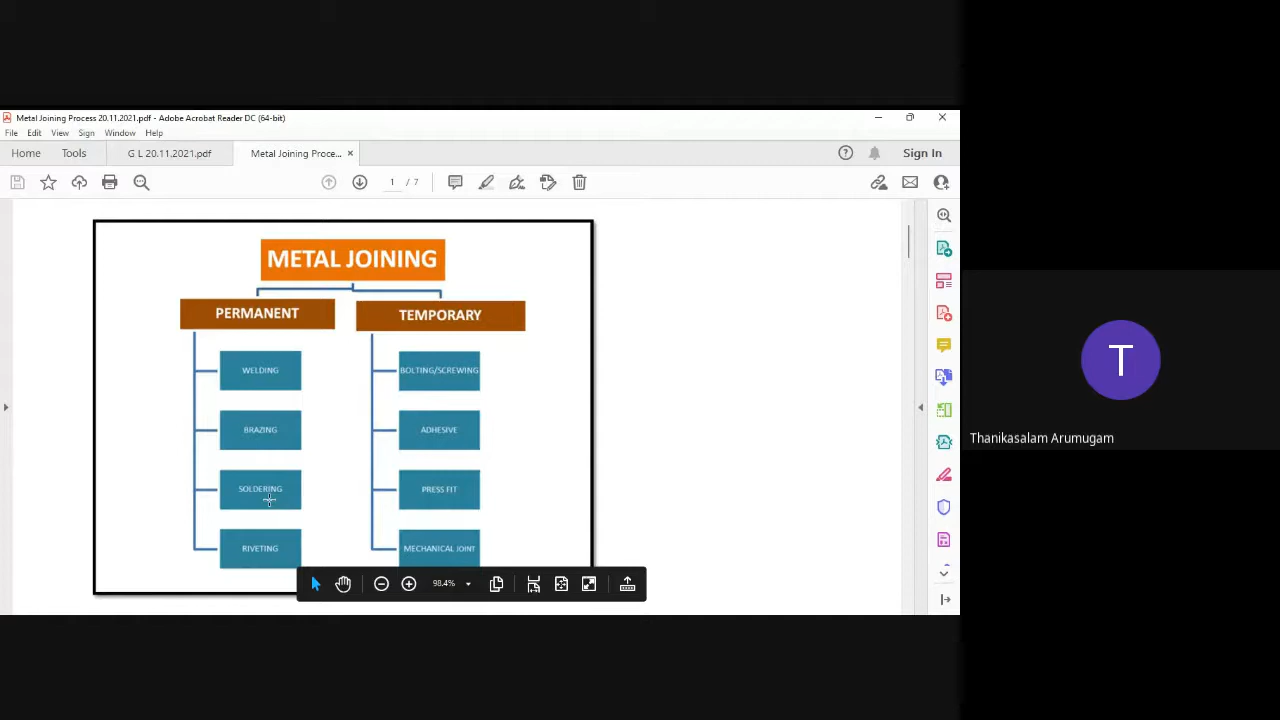 Metal Joining Process 20.11.2021.pdf - Adobe Acrobat Reader DC (64-bit)
File Edit View Sign Window Help
Home Tools G L 20.11.2021.pdf Metal Joining Proce... Sign In
1 / 7
METAL JOINING
PERMANENT TEMPORARY
WELDING BOLTING/SCREWING
BRAZING ADHESIVE
SOLDERING PRESS FIT
RIVETING MECHANICAL JOINT
98.4%
T
Thanikasalam Arumugam